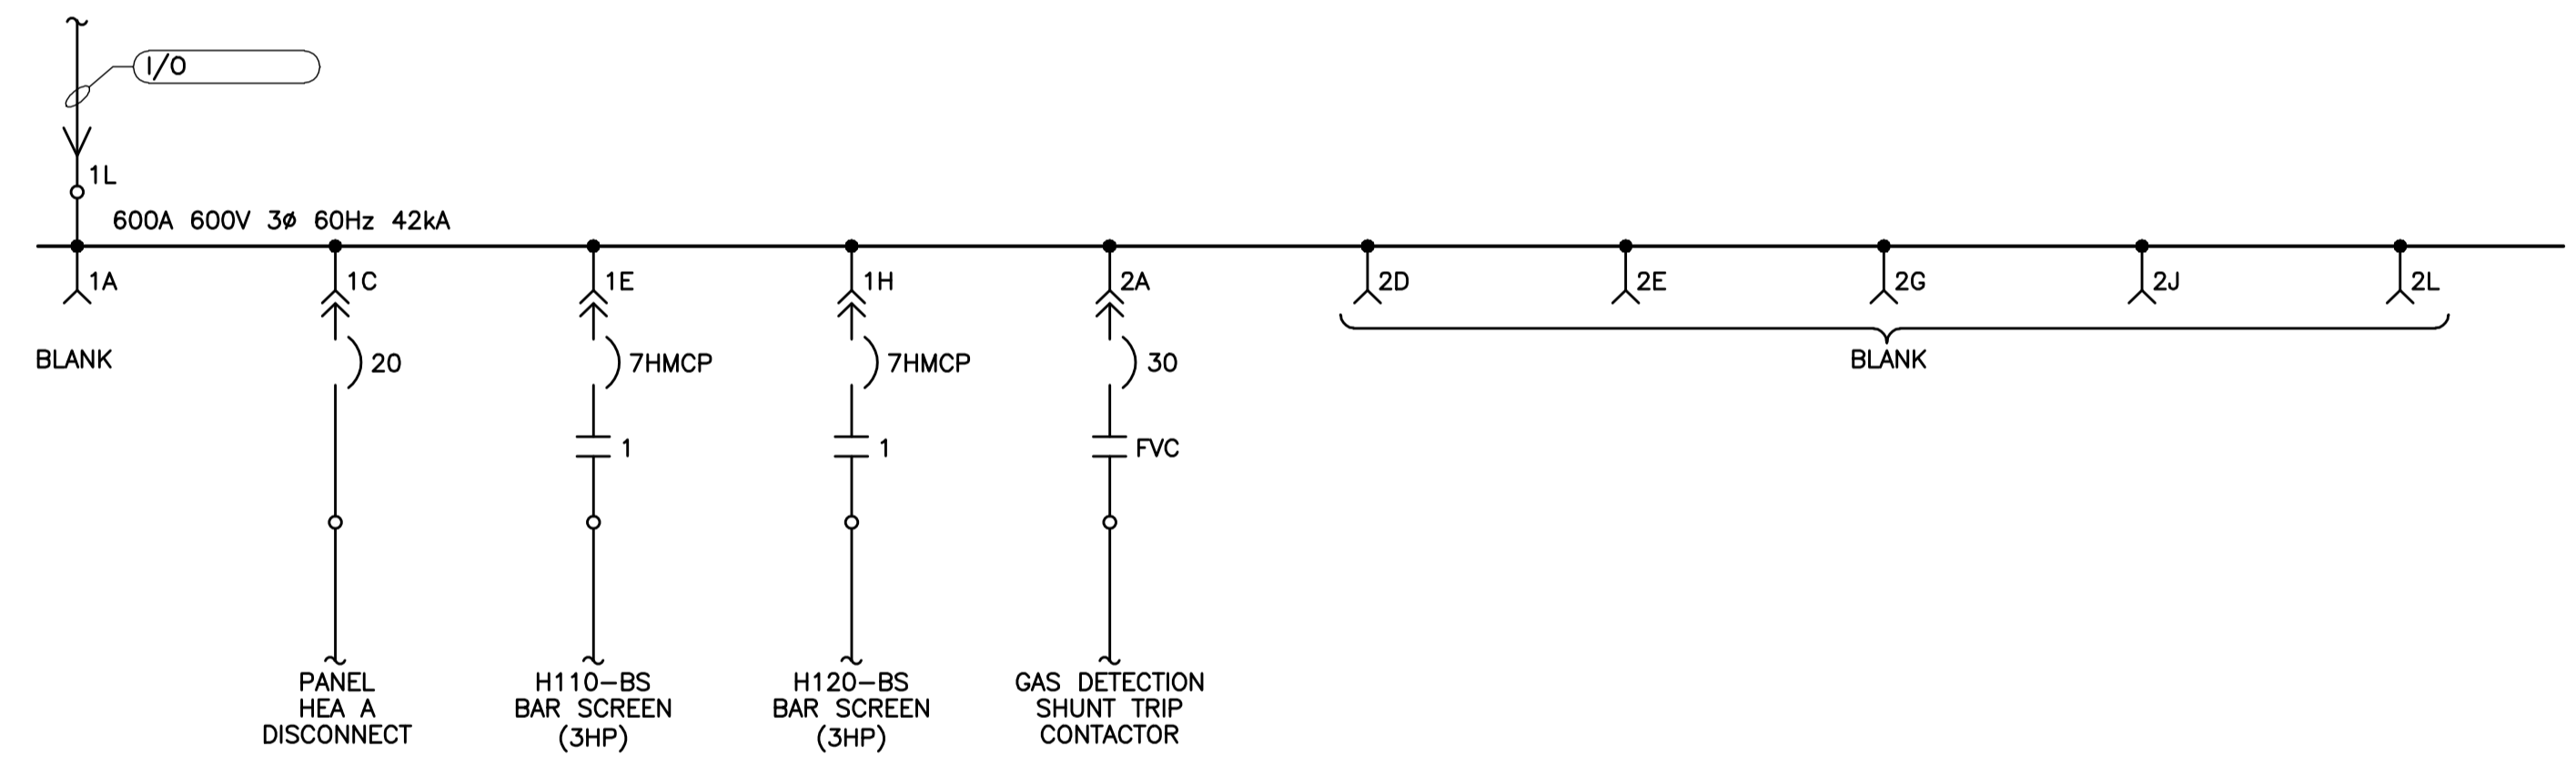 I/O
1L
600A 600V 3ø 60Hz 42kA
1A
1C
1E
1H
2A
2D
2E
2G
2J
2L
BLANK
20
7HMCP
7HMCP
30
BLANK
1
1
FVC
PANEL
HEA A
DISCONNECT
H110-BS
BAR SCREEN
(3HP)
H120-BS
BAR SCREEN
(3HP)
GAS DETECTION
SHUNT TRIP
CONTACTOR